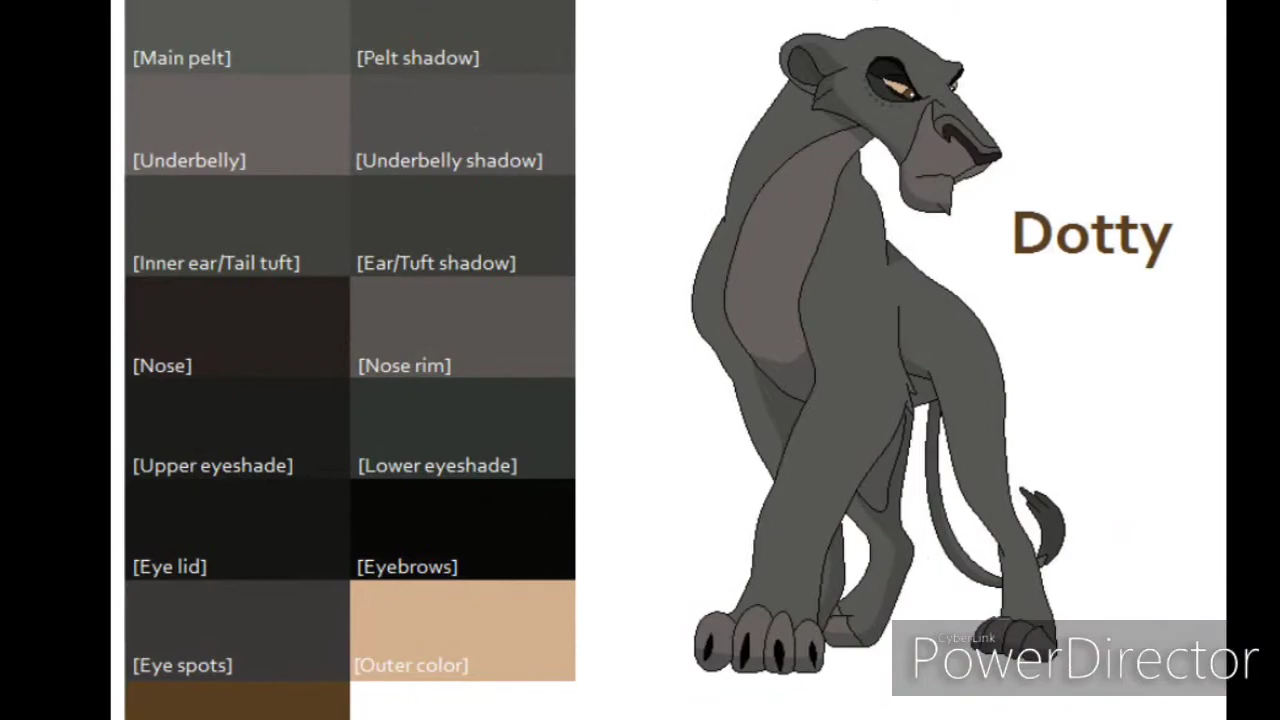 [Main pelt] [Pelt shadow]
[Underbelly] [Underbelly shadow]
[Inner ear/Tail tuft] [Ear/Tuft shadow]
[Nose] [Nose rim]
[Upper eyeshade] [Lower eyeshade]
[Eye lid] [Eyebrows]
[Eye spots] [Outer color]
Dotty
CyberLink
PowerDirector